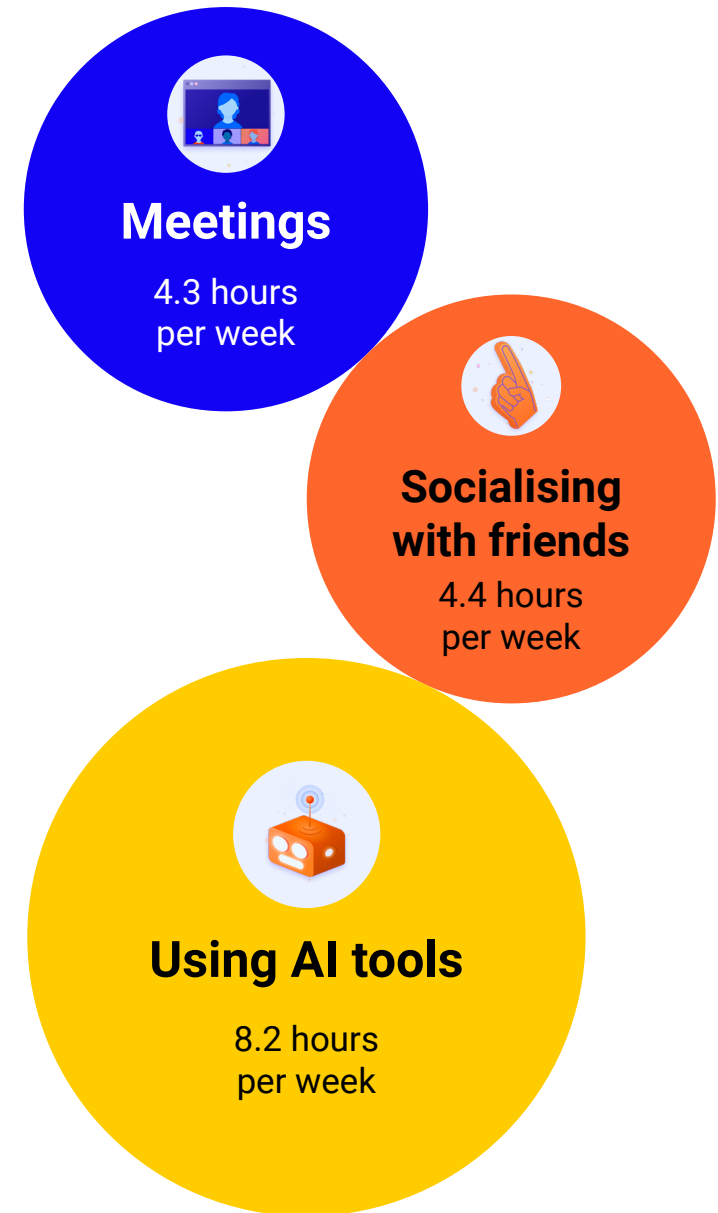 Meetings
4.3 hours
per week
Socialising
with friends
4.4 hours
per week
Using AI tools
8.2 hours
per week